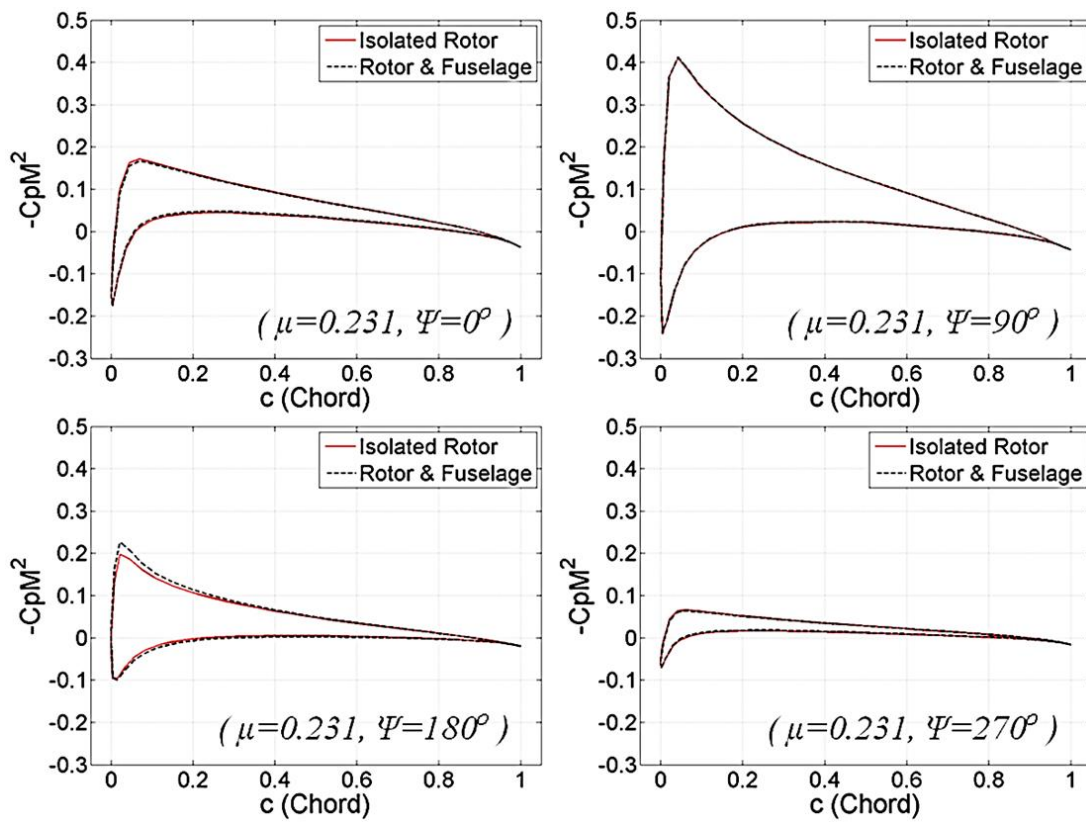 0.5
0.4
0.3
0.2
0.1
0
-0.1
-0.2
-0.3
-CpM²
Isolated Rotor
Rotor & Fuselage
( μ=0.231, Ψ=0° )
0 0.2 0.4 0.6 0.8 1
c (Chord)
0.5
0.4
0.3
0.2
0.1
0
-0.1
-0.2
-0.3
-CpM²
Isolated Rotor
Rotor & Fuselage
( μ=0.231, Ψ=90° )
0 0.2 0.4 0.6 0.8 1
c (Chord)
0.5
0.4
0.3
0.2
0.1
0
-0.1
-0.2
-0.3
-CpM²
Isolated Rotor
Rotor & Fuselage
( μ=0.231, Ψ=180° )
0 0.2 0.4 0.6 0.8 1
c (Chord)
0.5
0.4
0.3
0.2
0.1
0
-0.1
-0.2
-0.3
-CpM²
Isolated Rotor
Rotor & Fuselage
( μ=0.231, Ψ=270° )
0 0.2 0.4 0.6 0.8 1
c (Chord)